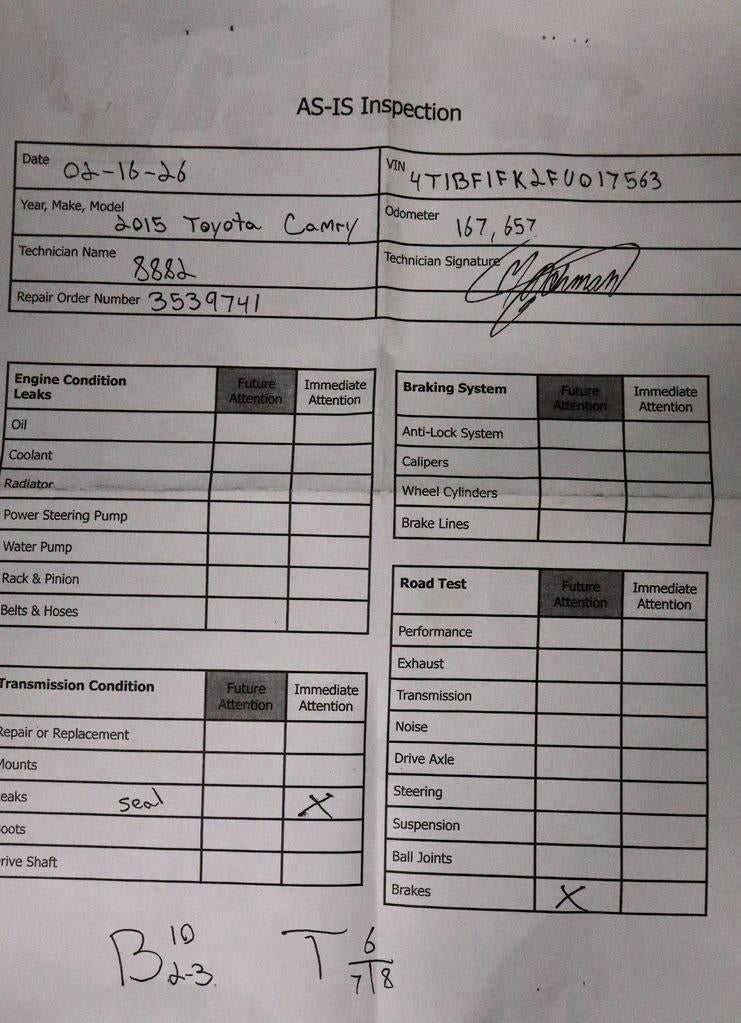 AS-IS Inspection
Date 02-16-26
VIN 4T1BF1FK2FU017563
Year, Make, Model 2015 Toyota Camry
Odometer 167,657
Technician Name 8882
Technician Signature
Repair Order Number 3539741
Engine Condition Leaks Future Attention Immediate Attention
Oil
Coolant
Radiator
Power Steering Pump
Water Pump
Rack & Pinion
Belts & Hoses
Braking System Future Attention Immediate Attention
Anti-Lock System
Calipers
Wheel Cylinders
Brake Lines
Transmission Condition Future Attention Immediate Attention
Repair or Replacement
Mounts
eaks seal X
oots
rive Shaft
Road Test Future Attention Immediate Attention
Performance
Exhaust
Transmission
Noise
Drive Axle
Steering
Suspension
Ball Joints
Brakes X
B 10
2-3
T 6
7 8